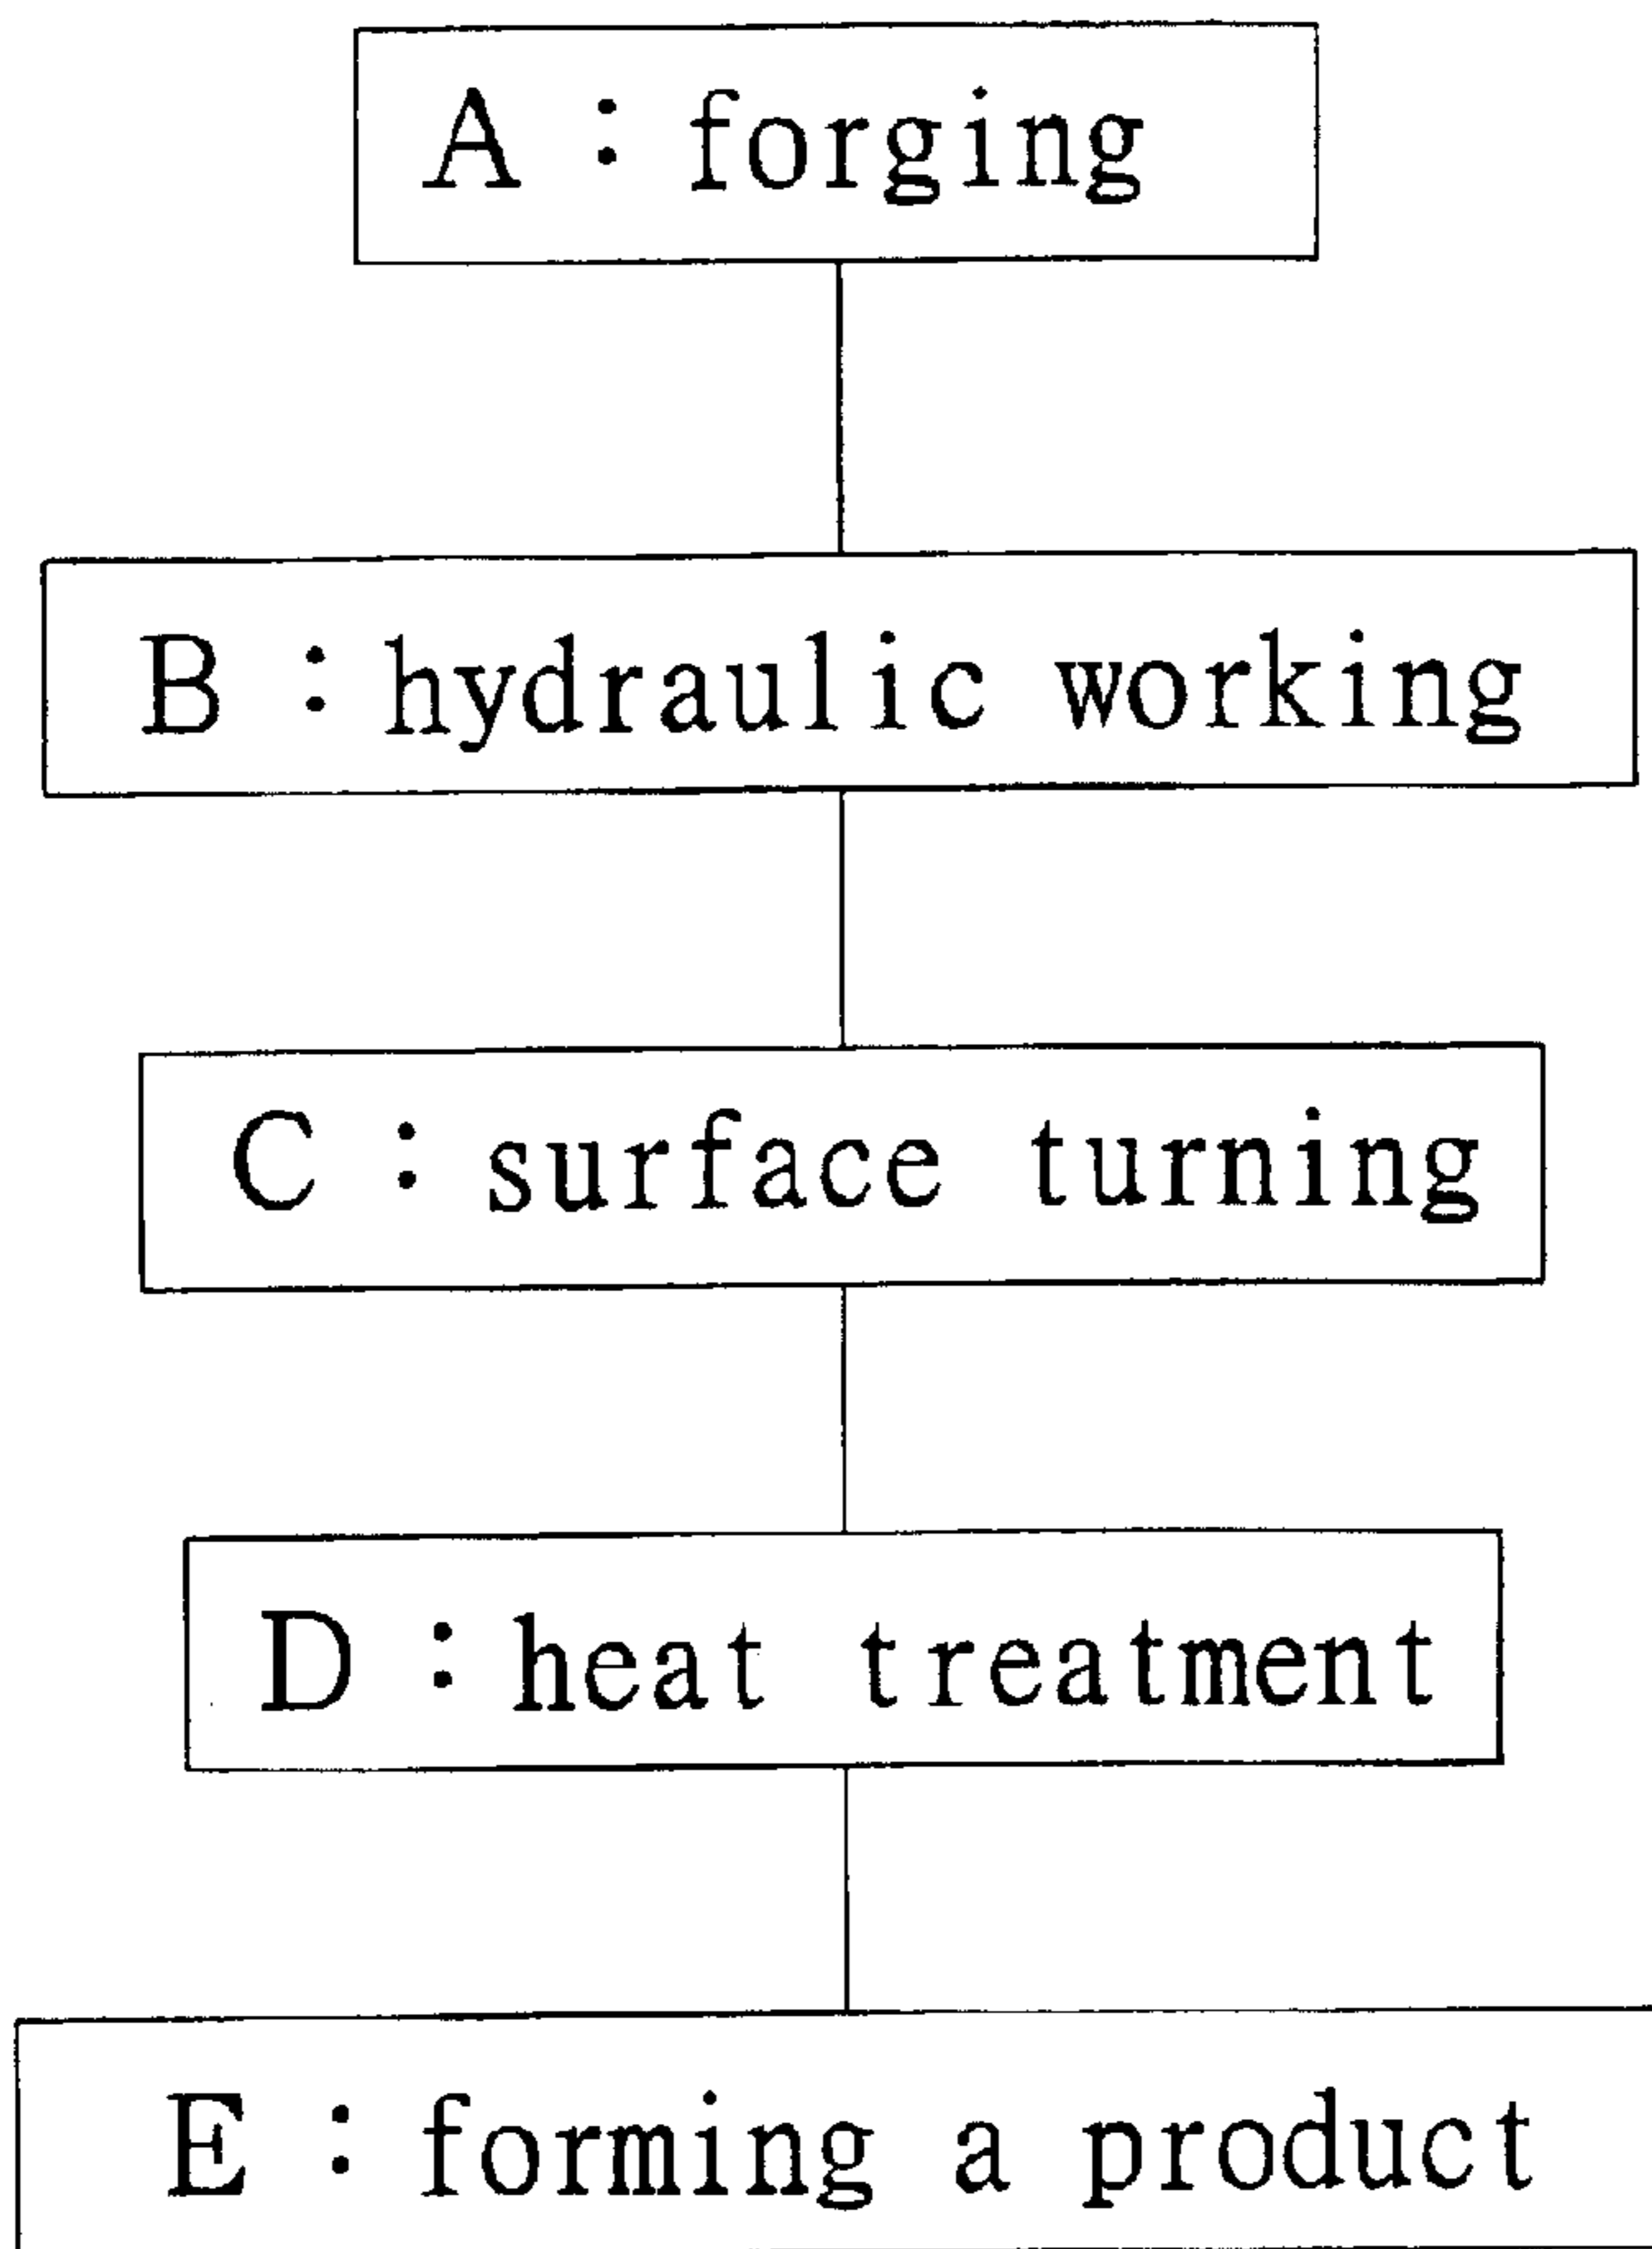 A : forging
B : hydraulic working
C : surface turning
D : heat treatment
E : forming a product